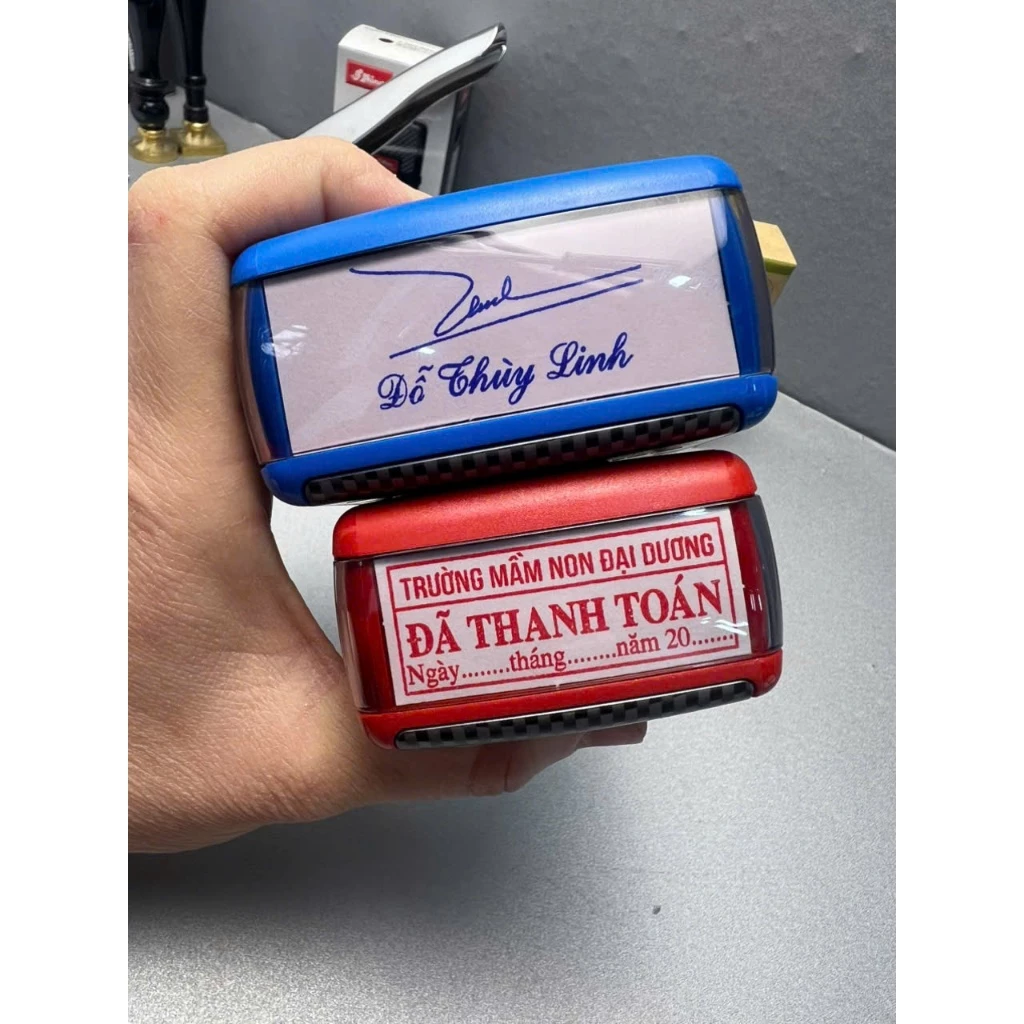 Đỗ Thùy Linh
TRƯỜNG MẦM NON ĐẠI DƯƠNG
ĐÃ THANH TOÁN
Ngày........tháng........năm 20.......